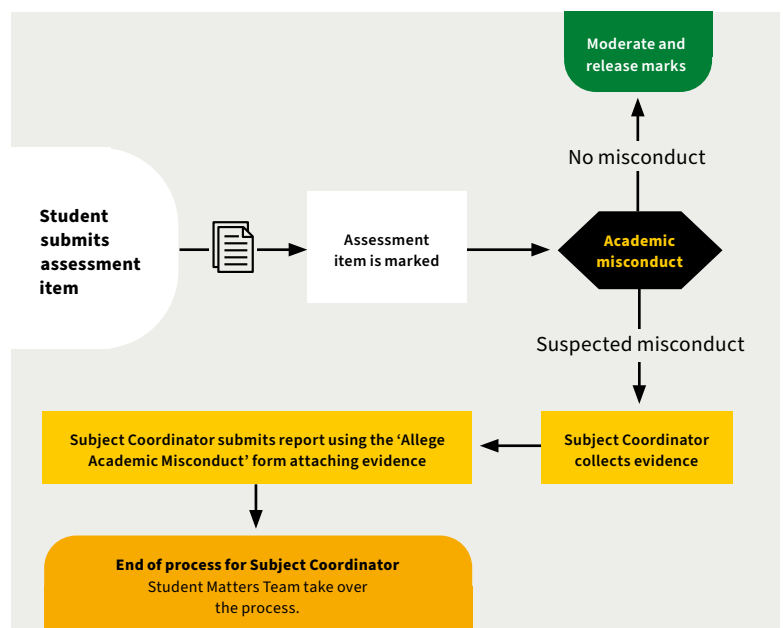 Moderate and
release marks
No misconduct
Student
submits
assessment
item
Assessment
item is marked
Academic
misconduct
Suspected misconduct
Subject Coordinator submits report using the ‘Allege
Academic Misconduct’ form attaching evidence
Subject Coordinator
collects evidence
End of process for Subject Coordinator
Student Matters Team take over
the process.